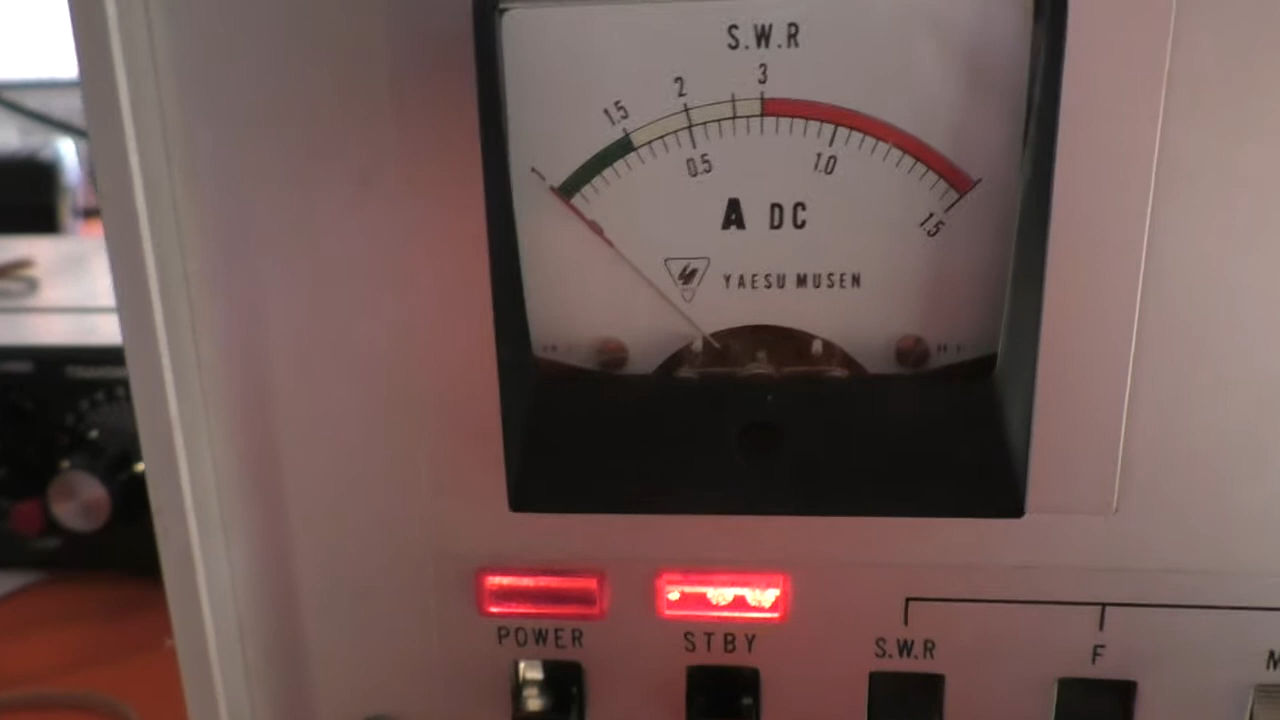 S.W.R
1 1.5 2 3
0.5 1.0 1.5
A DC
YAESU MUSEN
POWER STBY S.W.R F M